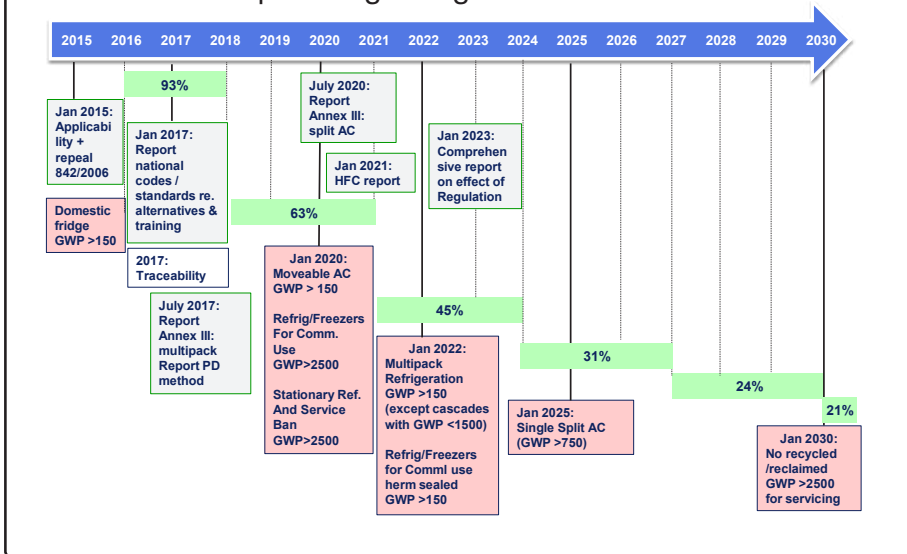 2015 2016 2017 2018 2019 2020 2021 2022 2023 2024 2025 2026 2027 2028 2029 2030
93%
Jan 2015:
Applicabi
lity +
repeal
842/2006
Domestic
fridge
GWP >150
Jan 2017:
Report
national
codes /
standards re.
alternatives &
training
2017:
Traceability
July 2017:
Report
Annex III:
multipack
Report PD
method
63%
July 2020:
Report
Annex III:
split AC
Jan 2021:
HFC report
Jan 2020:
Moveable AC
GWP > 150
Refrig/Freezers
For Comm.
Use
GWP>2500
Stationary Ref.
And Service
Ban
GWP>2500
Jan 2023:
Comprehen
sive report
on effect of
Regulation
45%
Jan 2022:
Multipack
Refrigeration
GWP >150
(except cascades
with GWP <1500)
Refrig/Freezers
for Comml use
herm sealed
GWP >150
31%
Jan 2025:
Single Split AC
(GWP >750)
24%
21%
Jan 2030:
No recycled
/reclaimed
GWP >2500
for servicing